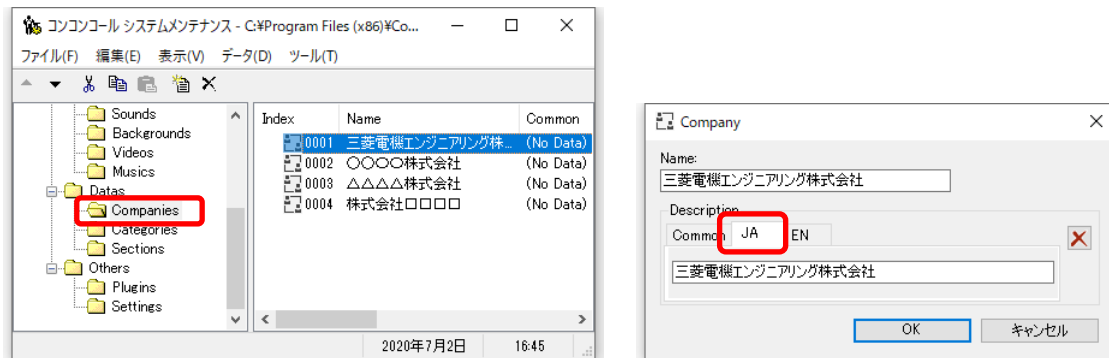 コンコンコール システムメンテナンス - C:¥Program Files (x86)¥Co...
ファイル(F) 編集(E) 表示(V) データ(D) ツール(T)
Sounds
Backgrounds
Videos
Musics
Datas
Companies
Categories
Sections
Others
Plugins
Settings
Index Name Common
0001 三菱電機エンジニアリング株... (No Data)
0002 〇〇〇〇株式会社 (No Data)
0003 △△△△株式会社 (No Data)
0004 株式会社□□□□ (No Data)
2020年7月2日 16:45
Company
Name:
三菱電機エンジニアリング株式会社
Description
Common JA EN
三菱電機エンジニアリング株式会社
OK キャンセル